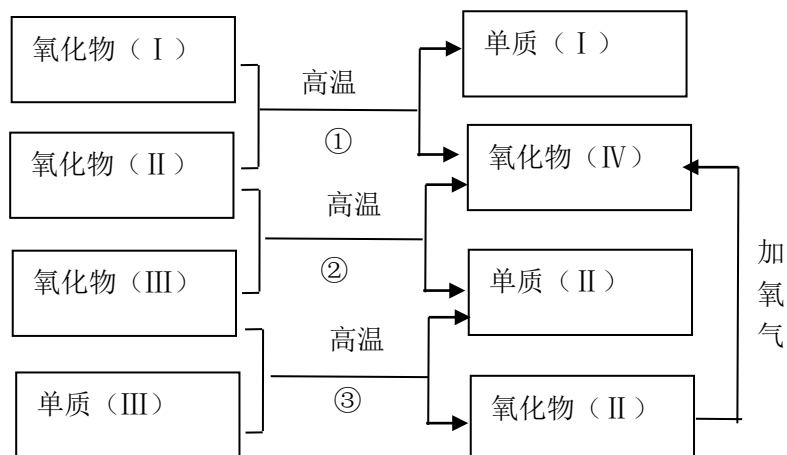 氧化物（Ⅰ）
单质（Ⅰ）
高温
①
氧化物（Ⅱ）
氧化物（Ⅳ）
高温
②
氧化物（Ⅲ）
单质（Ⅱ）
加氧气
高温
③
单质（Ⅲ）
氧化物（Ⅱ）